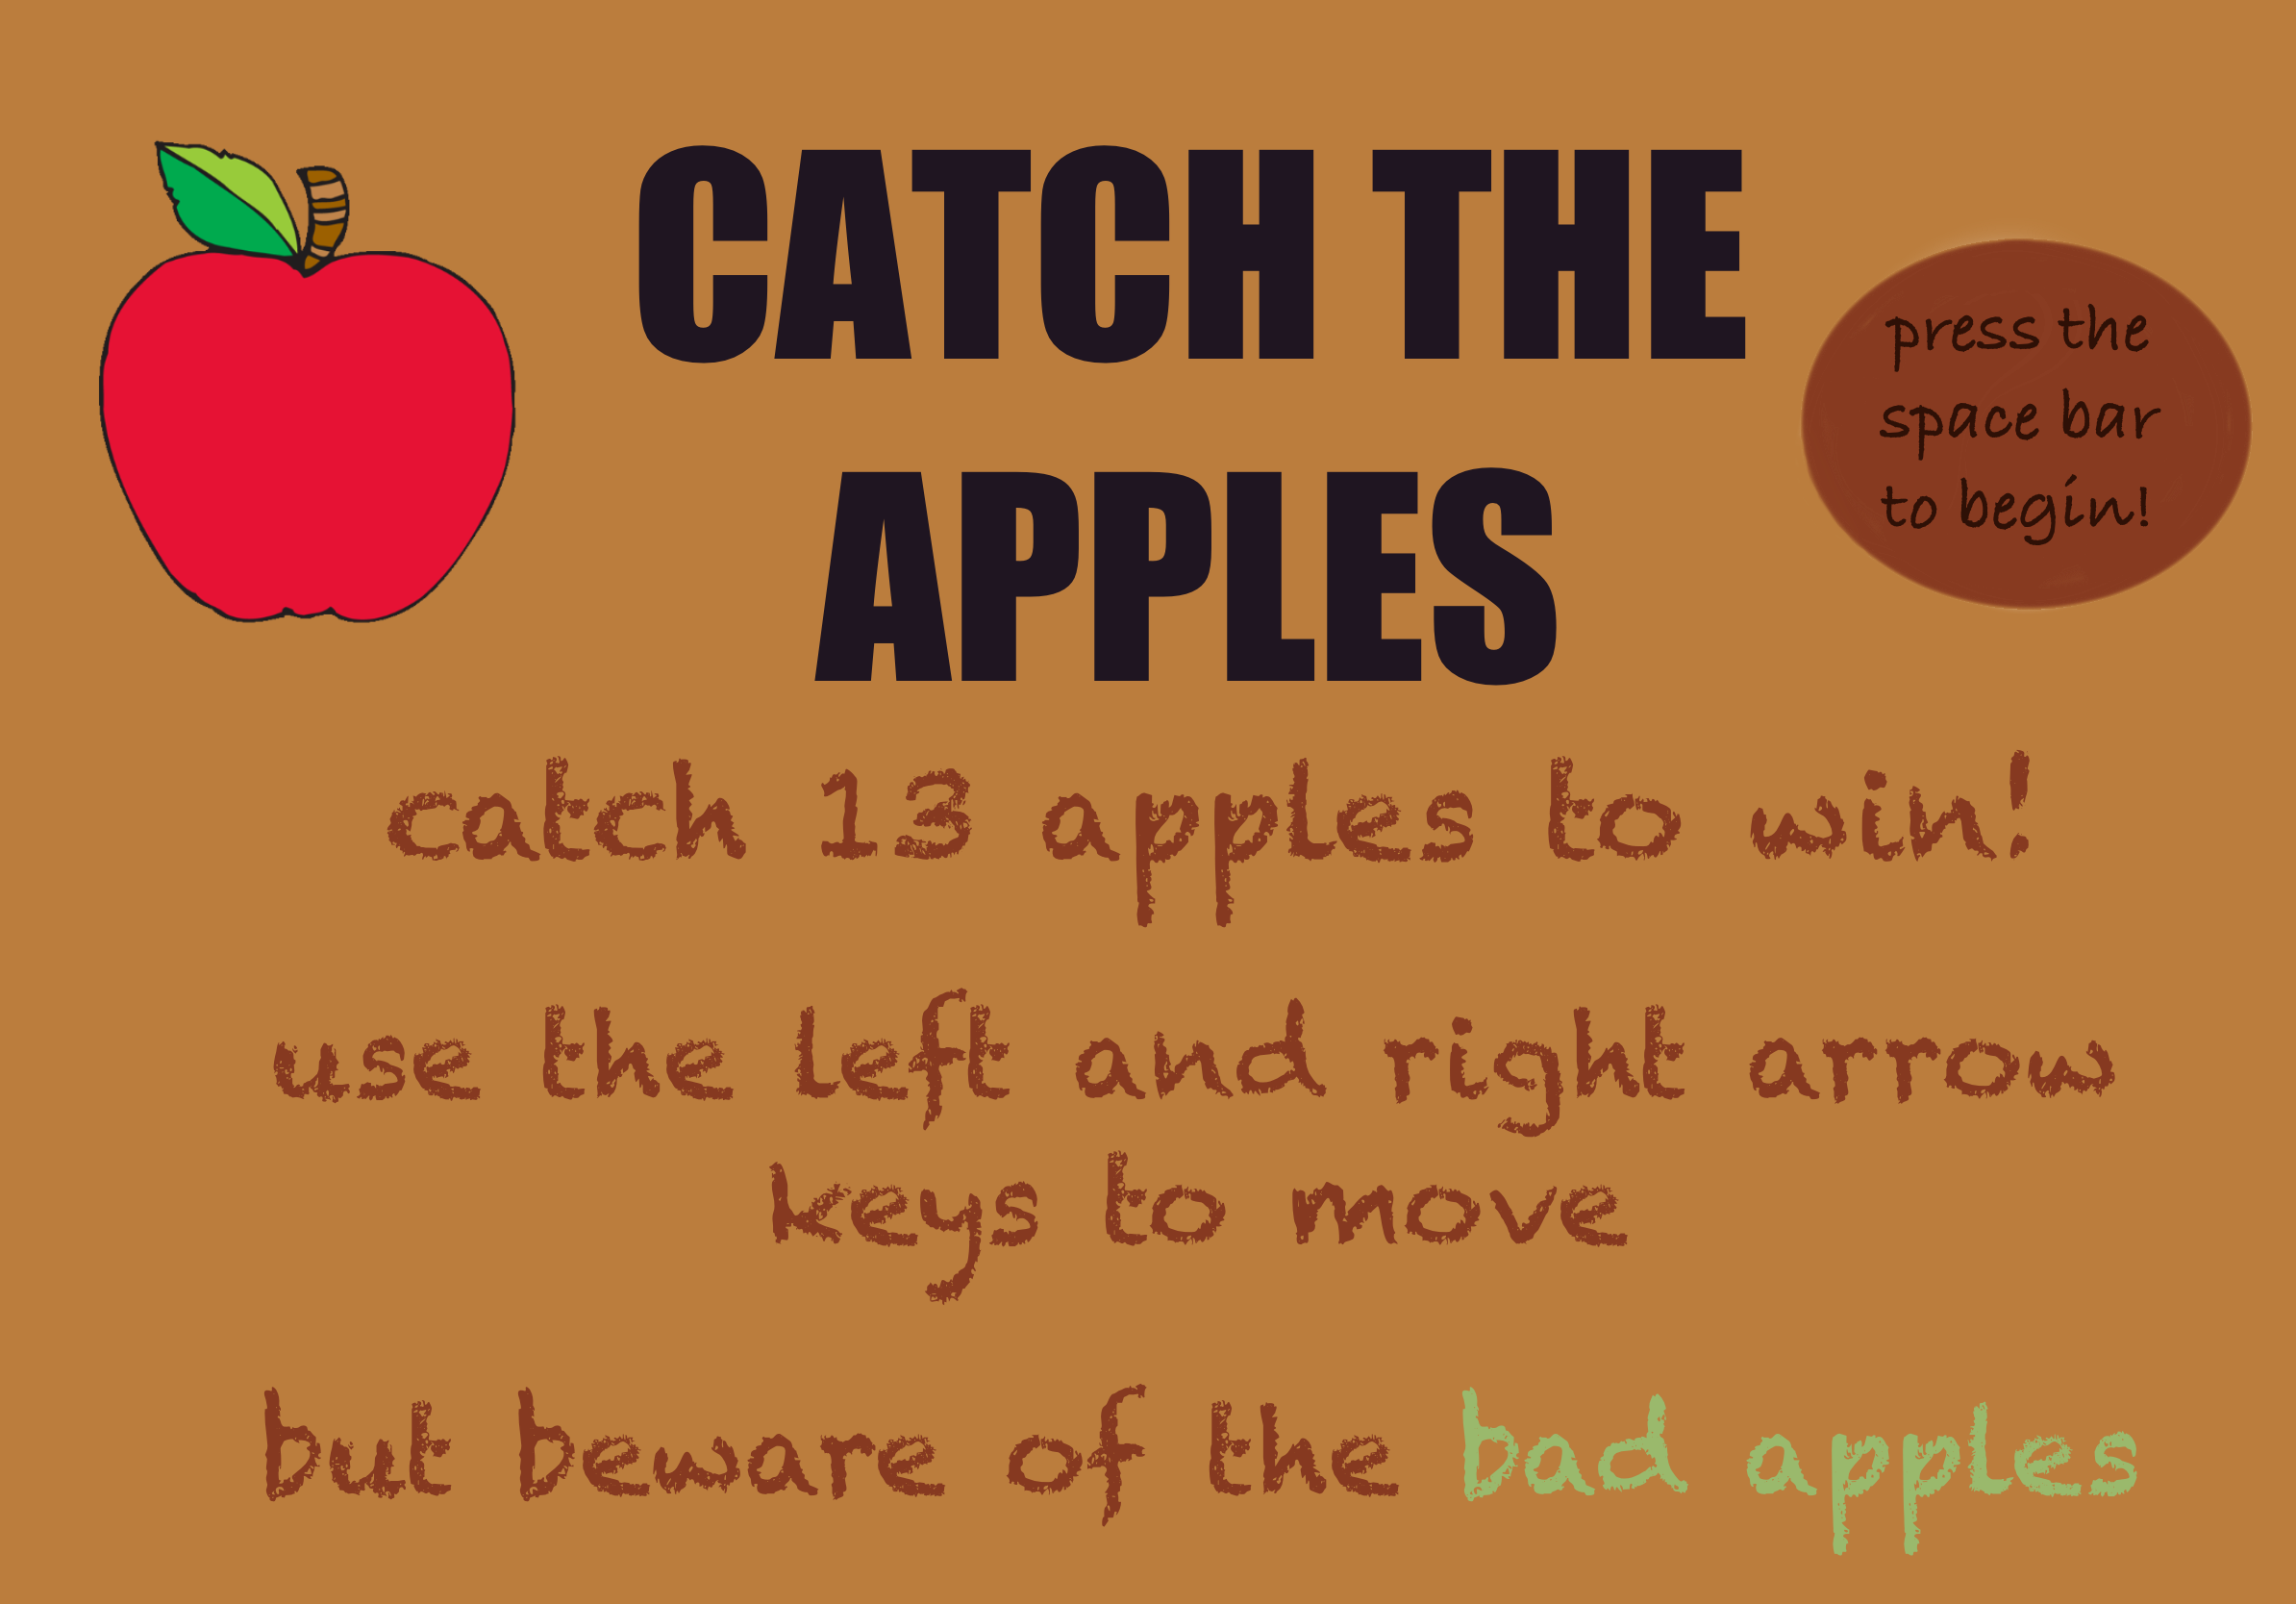 CATCH THE
APPLES
press the
space bar
to begin!
catch 13 apples to win!
use the left and right arrow
keys to move
but beware of the bad apples